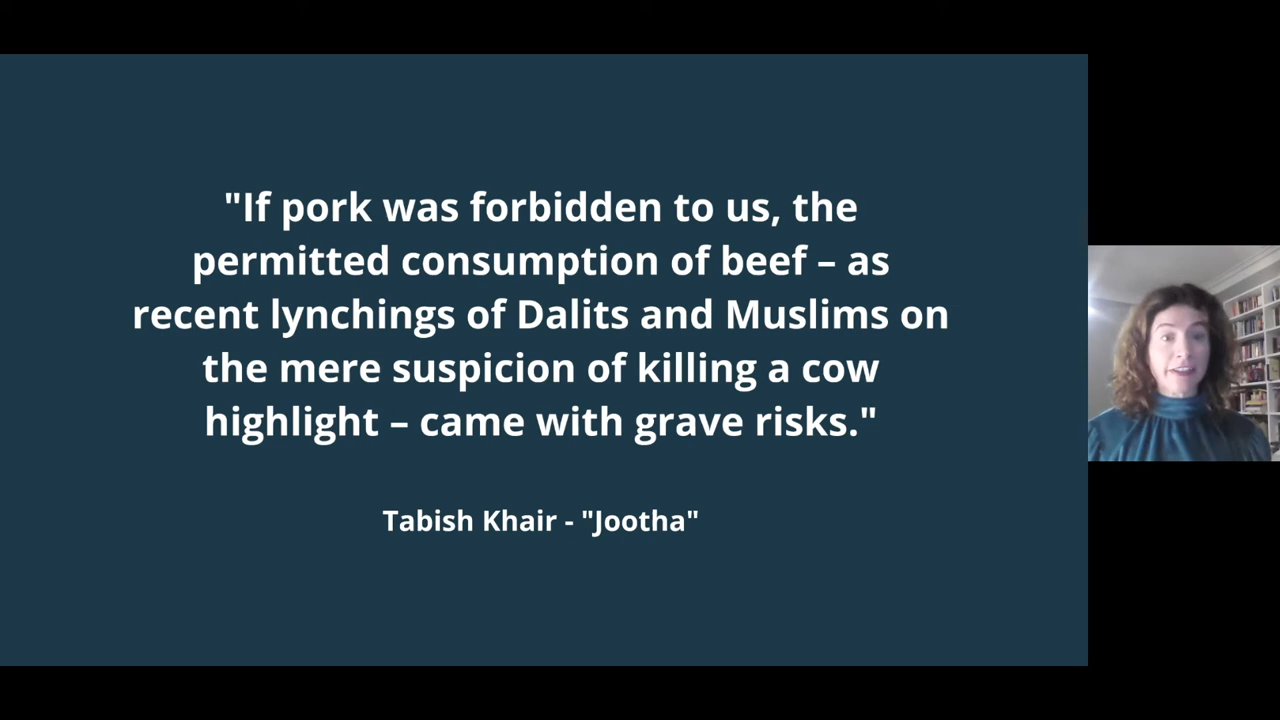 "If pork was forbidden to us, the
permitted consumption of beef – as
recent lynchings of Dalits and Muslims on
the mere suspicion of killing a cow
highlight – came with grave risks."
Tabish Khair - "Jootha"